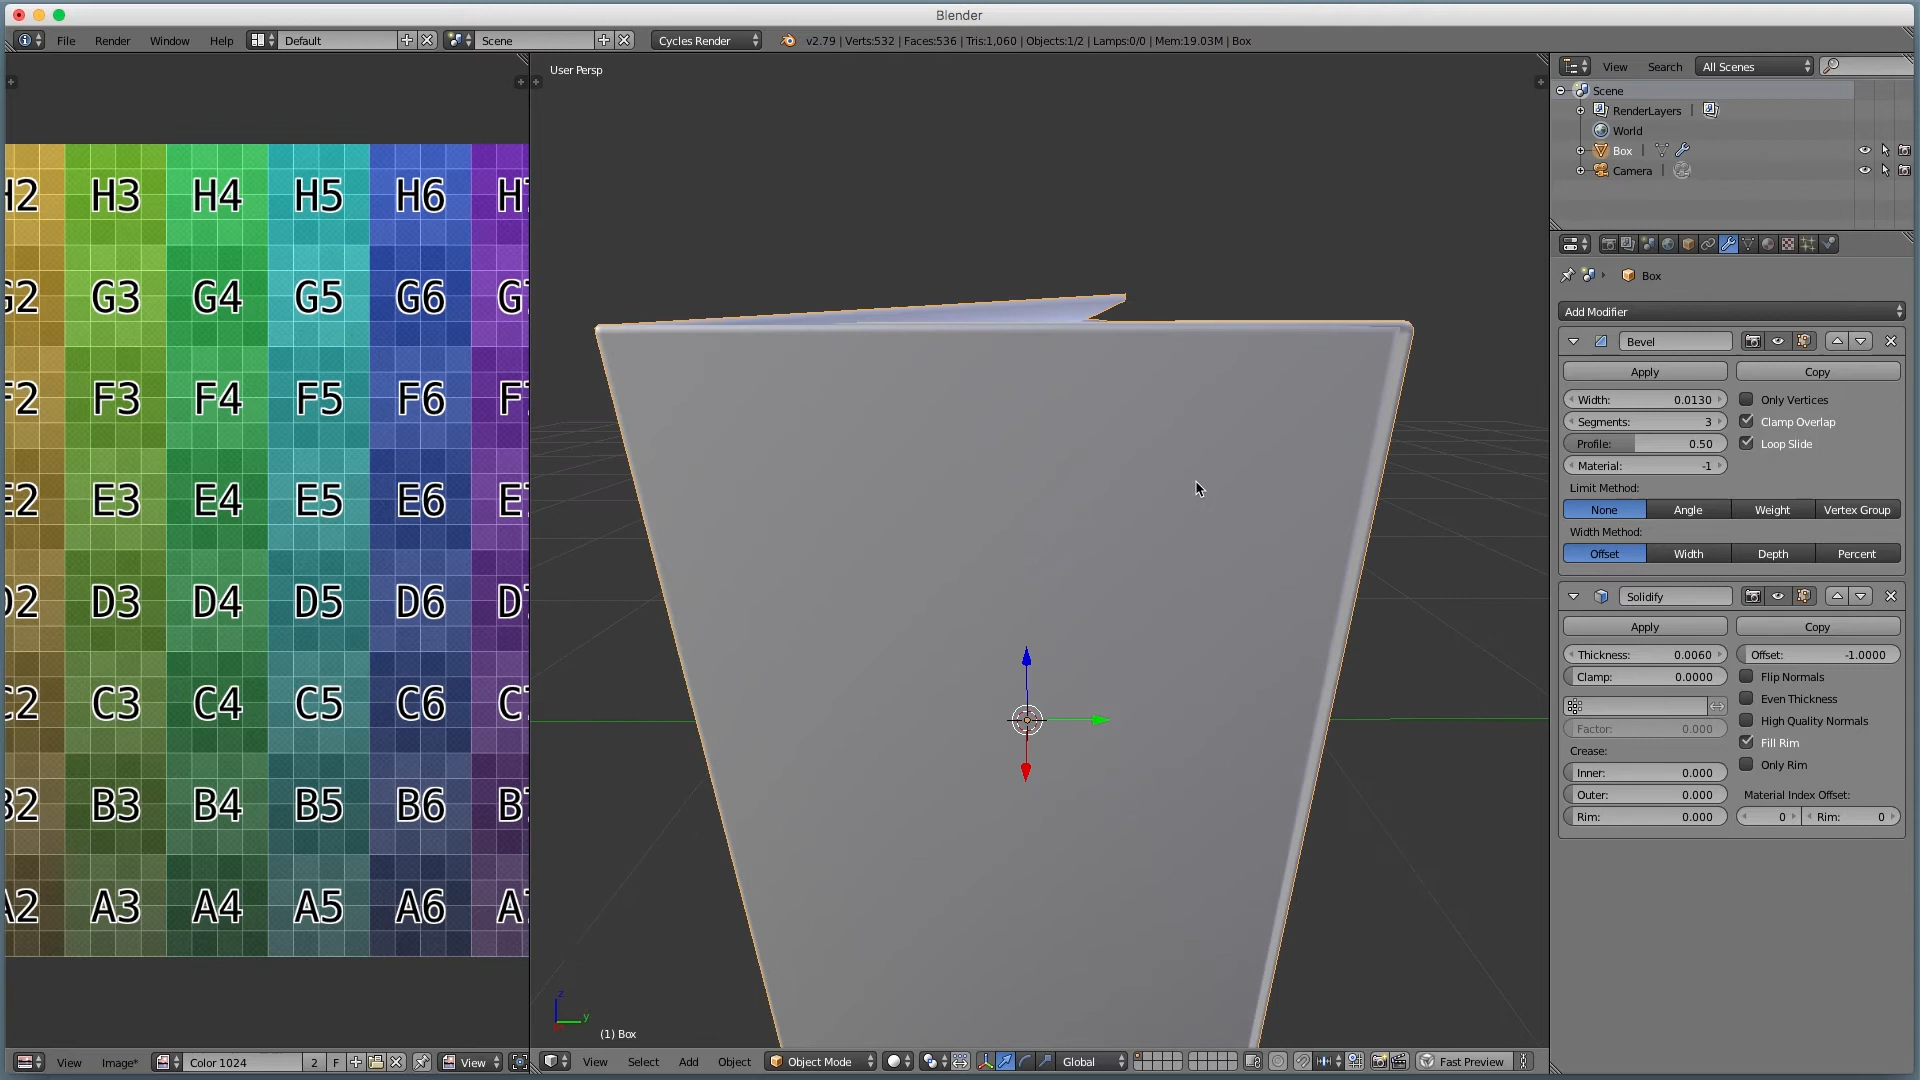 Blender
File Render Window Help Default Scene Cycles Render v2.79 | Verts:532 | Faces:536 | Tris:1,060 | Objects:1/2 | Lamps:0/0 | Mem:19.03M | Box
User Persp
View Search All Scenes
Scene
RenderLayers
World
Box
Camera
Box
Add Modifier
Bevel
Apply Copy
Width: 0.0130 Only Vertices
Segments: 3 Clamp Overlap
Profile: 0.50 Loop Slide
Material: -1
Limit Method:
None Angle Weight Vertex Group
Width Method:
Offset Width Depth Percent
Solidify
Apply Copy
Thickness: 0.0060 Offset: -1.0000
Clamp: 0.0000 Flip Normals
Even Thickness
High Quality Normals
Factor: 0.000
Fill Rim
Crease:
Only Rim
Inner: 0.000
Outer: 0.000 Material Index Offset:
Rim: 0.000 0 Rim: 0
H2 H3 H4 H5 H6 H7
G2 G3 G4 G5 G6 G
F2 F3 F4 F5 F6 F
E2 E3 E4 E5 E6 E
D2 D3 D4 D5 D6 D
C2 C3 C4 C5 C6 C
B2 B3 B4 B5 B6 B
A2 A3 A4 A5 A6 A
z
y
(1) Box
View Image* Color 1024 2 F View
View Select Add Object Object Mode Global Fast Preview